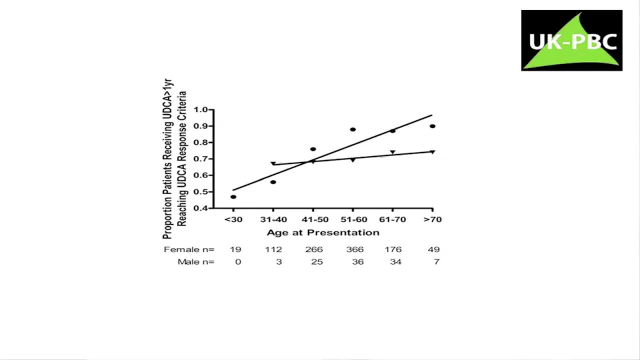 UK-PBC
Proportion Patients Receiving UDCA>1yr
Reaching UDCA Response Criteria
1.0
0.9
0.8
0.7
0.6
0.5
0.4
<30 31-40 41-50 51-60 61-70 >70
Age at Presentation
Female n= 19 112 266 366 176 49
Male n= 0 3 25 36 34 7